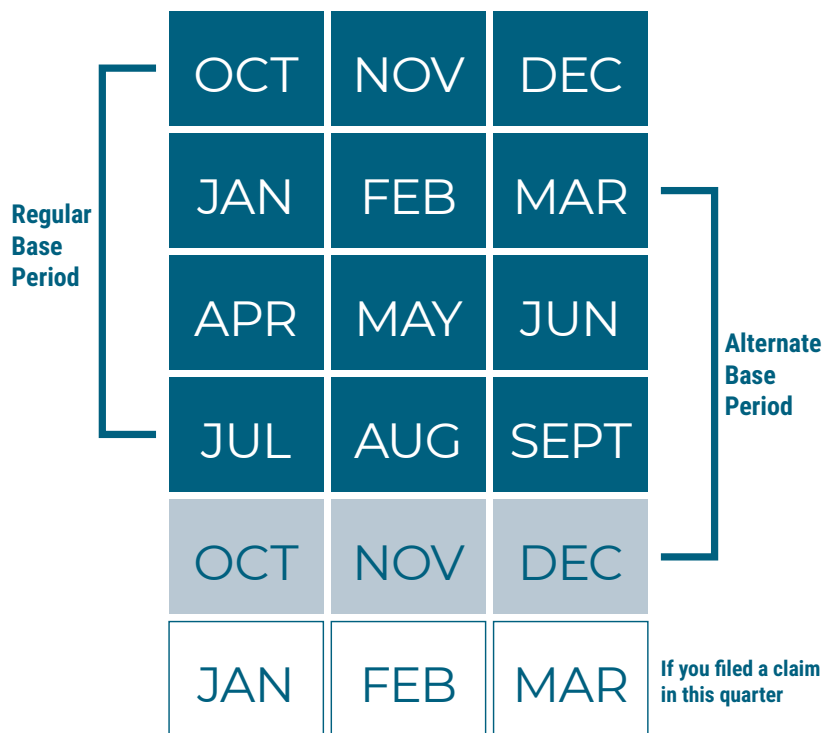 OCT NOV DEC
JAN FEB MAR
Regular
Base
Period
APR MAY JUN
Alternate
Base
Period
JUL AUG SEPT
OCT NOV DEC
JAN FEB MAR
If you filed a claim
in this quarter